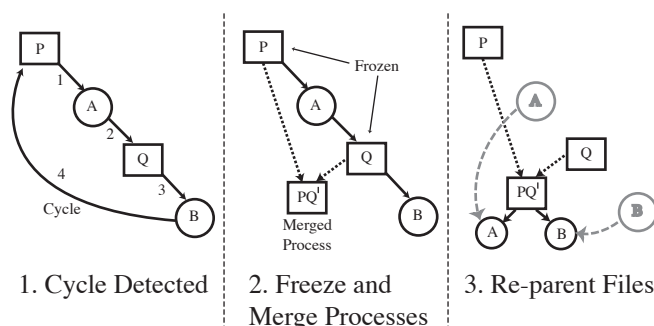 P
1
A
2
Q
4
3
Cycle
B
1. Cycle Detected
P
Frozen
A
Q
PQ'
Merged
Process
B
2. Freeze and
Merge Processes
P
A
Q
PQ'
A
B
B
3. Re-parent Files